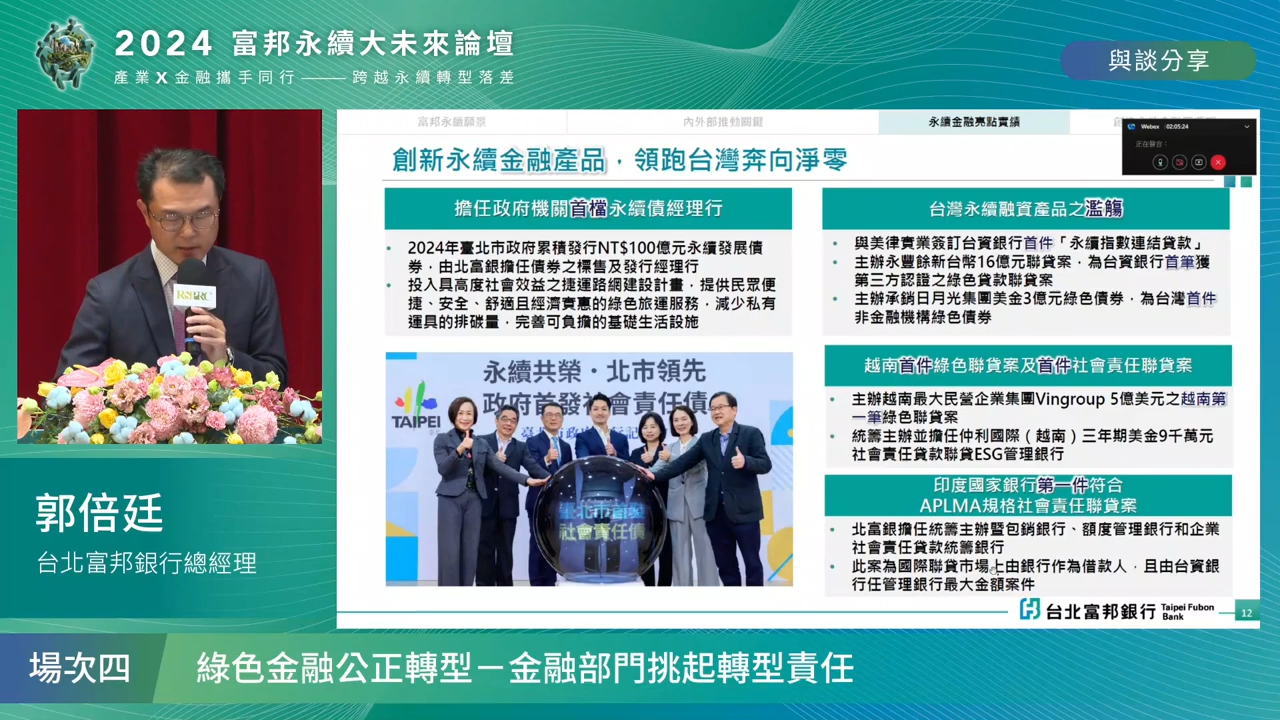 2024 富邦永續大未來論壇
產業X金融攜手同行——跨越永續轉型落差
與談分享
富邦永續願景
內外部推動關鍵
永續金融亮點實績
Webex 02:05:24
正在聲音：
創新永續金融產品，領跑台灣奔向淨零
擔任政府機關首檔永續債經理行
• 2024年臺北市政府累積發行NT$100億元永續發展債
券，由北富銀擔任債券之標售及發行經理行
• 投入具高度社會效益之捷運路網建設計畫，提供民眾便
捷、安全、舒適且經濟實惠的綠色旅運服務，減少私有
運具的排碳量，完善可負擔的基礎生活設施
永續共榮・北市領先
政府首發社會責任債
TAIPEI
臺北市首檔
社會責任債
台灣永續融資產品之濫觴
• 與美律實業簽訂台資銀行首件「永續指數連結貸款」
• 主辦永豐餘新台幣16億元聯貸案，為台資銀行首筆獲
第三方認證之綠色貸款聯貸案
• 主辦承銷日月光集團美金3億元綠色債券，為台灣首件
非金融機構綠色債券
越南首件綠色聯貸案及首件社會責任聯貸案
• 主辦越南最大民營企業集團Vingroup 5億美元之越南第
一筆綠色聯貸案
• 統籌主辦並擔任仲利國際（越南）三年期美金9千萬元
社會責任貸款聯貸ESG管理銀行
印度國家銀行第一件符合
APLMA規格社會責任聯貸案
• 北富銀擔任統籌主辦暨包銷銀行、額度管理銀行和企業
社會責任貸款統籌銀行
• 此案為國際聯貸市場上由銀行作為借款人，且由台資銀
行任管理銀行最大金額案件
台北富邦銀行 Taipei Fubon
Bank
12
郭倍廷
台北富邦銀行總經理
場次四
綠色金融公正轉型－金融部門挑起轉型責任